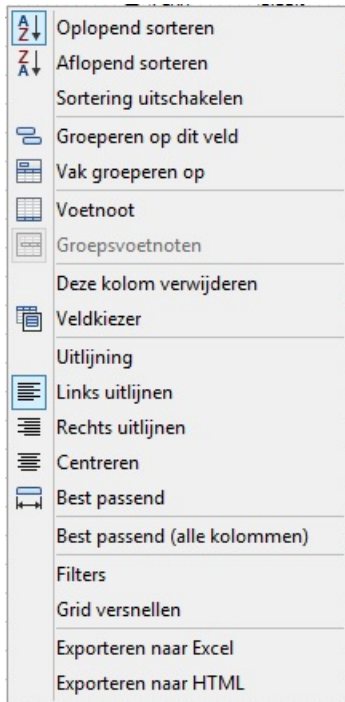 Oplopend sorteren
Aflopend sorteren
Sortering uitschakelen
Groeperen op dit veld
Vak groeperen op
Voetnoot
Groepsvoetnoten
Deze kolom verwijderen
Veldkiezer
Uitlijning
Links uitlijnen
Rechts uitlijnen
Centreren
Best passend
Best passend (alle kolommen)
Filters
Grid versnellen
Exporteren naar Excel
Exporteren naar HTML